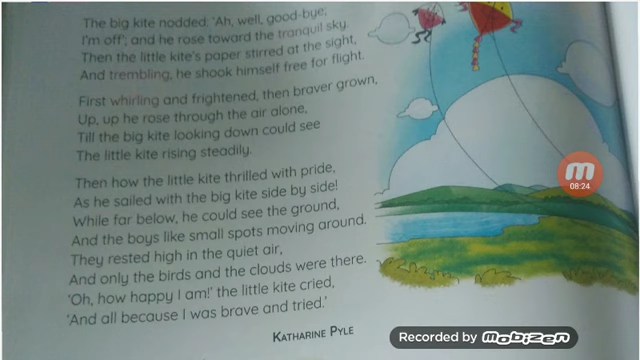 The big kite nodded: 'Ah, well, good-bye;
I'm off'; and he rose toward the tranquil sky.
Then the little kite's paper stirred at the sight,
And trembling, he shook himself free for flight.
First whirling and frightened, then braver grown,
Up, up he rose through the air alone,
Till the big kite looking down could see
The little kite rising steadily.
Then how the little kite thrilled with pride,
As he sailed with the big kite side by side!
While far below, he could see the ground,
And the boys like small spots moving around.
They rested high in the quiet air,
And only the birds and the clouds were there.
'Oh, how happy I am!' the little kite cried,
'And all because I was brave and tried.'
KATHARINE PYLE
08:24
Recorded by MOBIZEN